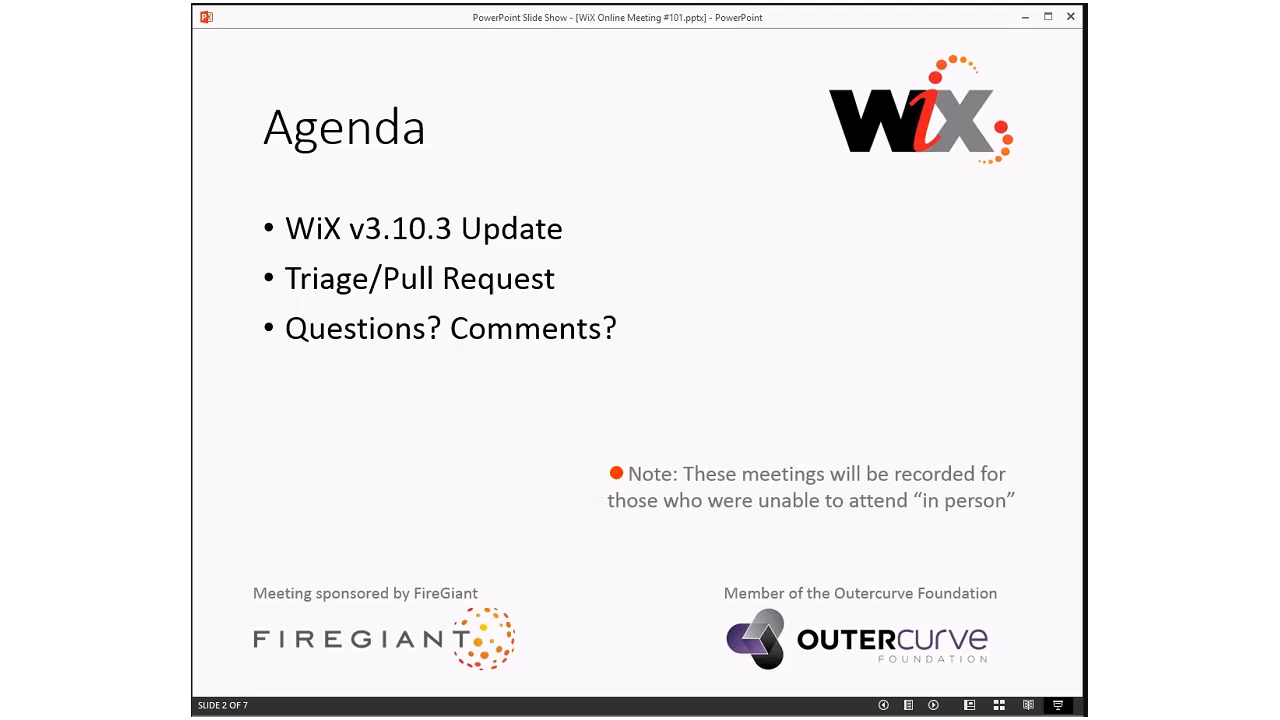 PowerPoint Slide Show - [WiX Online Meeting #101.pptx] - PowerPoint
WiX
Agenda
• WiX v3.10.3 Update
• Triage/Pull Request
• Questions? Comments?
Note: These meetings will be recorded for
those who were unable to attend “in person”
Meeting sponsored by FireGiant
FIREGIANT
Member of the Outercurve Foundation
OUTERCURVE
FOUNDATION
SLIDE 2 OF 7